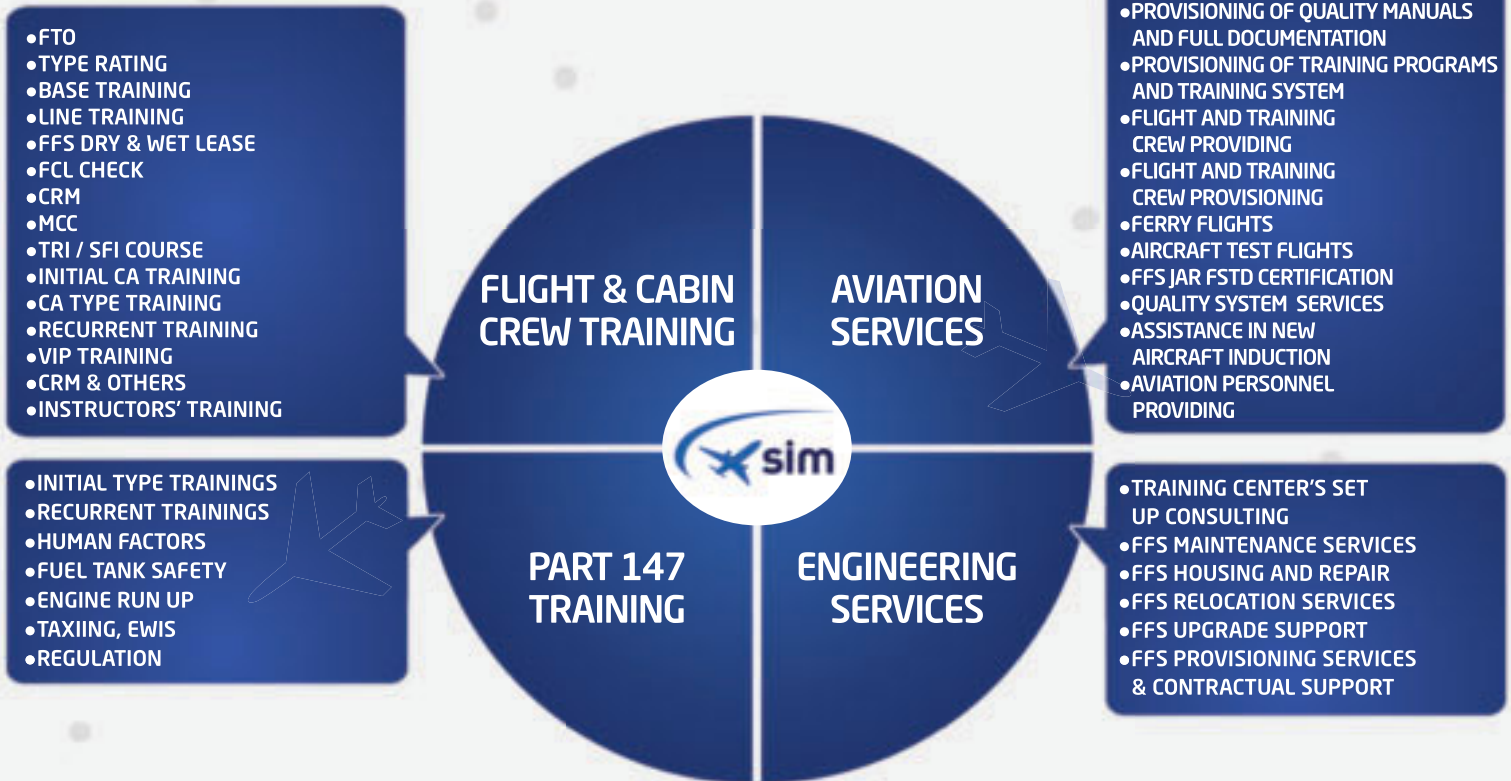 ●FTO
●TYPE RATING
●BASE TRAINING
●LINE TRAINING
●FFS DRY & WET LEASE
●FCL CHECK
●CRM
●MCC
●TRI / SFI COURSE
●INITIAL CA TRAINING
●CA TYPE TRAINING
●RECURRENT TRAINING
●VIP TRAINING
●CRM & OTHERS
●INSTRUCTORS' TRAINING
FLIGHT & CABIN
CREW TRAINING
AVIATION
SERVICES
●PROVISIONING OF QUALITY MANUALS
AND FULL DOCUMENTATION
●PROVISIONING OF TRAINING PROGRAMS
AND TRAINING SYSTEM
●FLIGHT AND TRAINING
CREW PROVIDING
●FLIGHT AND TRAINING
CREW PROVISIONING
●FERRY FLIGHTS
●AIRCRAFT TEST FLIGHTS
●FFS JAR FSTD CERTIFICATION
●QUALITY SYSTEM SERVICES
●ASSISTANCE IN NEW
AIRCRAFT INDUCTION
●AVIATION PERSONNEL
PROVIDING
sim
●INITIAL TYPE TRAININGS
●RECURRENT TRAININGS
●HUMAN FACTORS
●FUEL TANK SAFETY
●ENGINE RUN UP
●TAXIING, EWIS
●REGULATION
PART 147
TRAINING
ENGINEERING
SERVICES
●TRAINING CENTER'S SET
UP CONSULTING
●FFS MAINTENANCE SERVICES
●FFS HOUSING AND REPAIR
●FFS RELOCATION SERVICES
●FFS UPGRADE SUPPORT
●FFS PROVISIONING SERVICES
& CONTRACTUAL SUPPORT